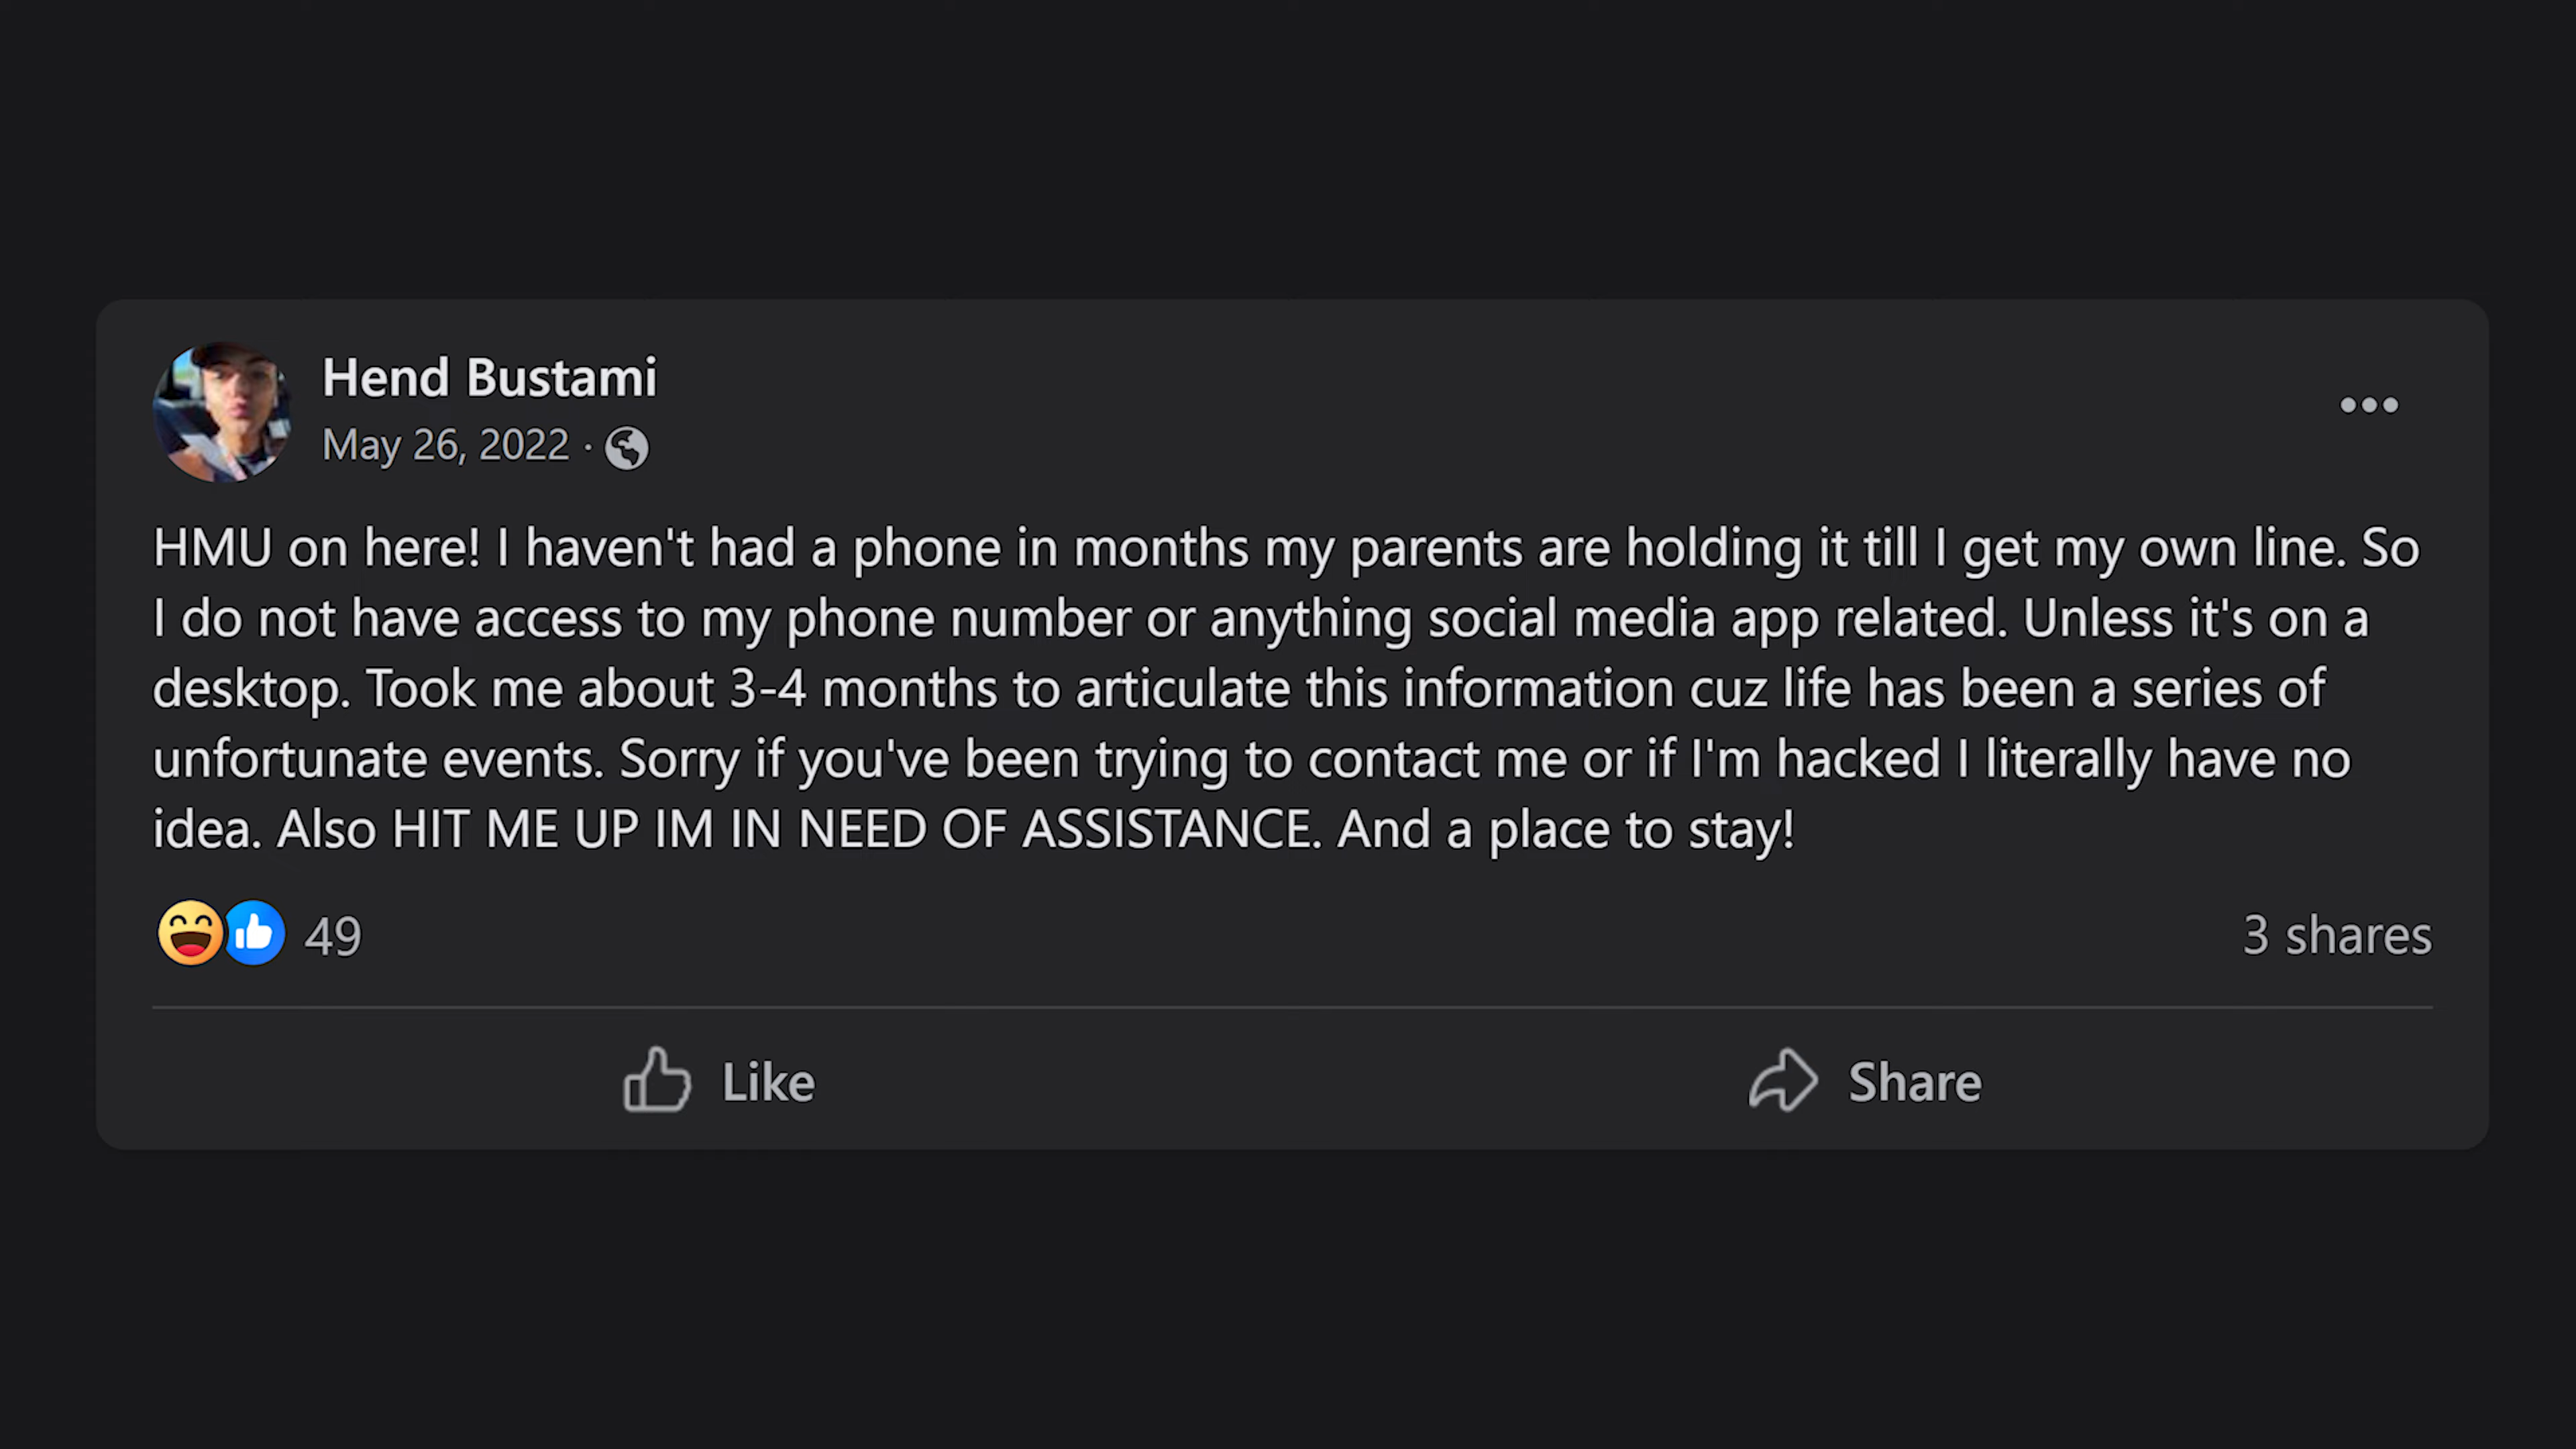 Hend Bustami
May 26, 2022 ·
HMU on here! I haven't had a phone in months my parents are holding it till I get my own line. So
I do not have access to my phone number or anything social media app related. Unless it's on a
desktop. Took me about 3-4 months to articulate this information cuz life has been a series of
unfortunate events. Sorry if you've been trying to contact me or if I'm hacked I literally have no
idea. Also HIT ME UP IM IN NEED OF ASSISTANCE. And a place to stay!
49
3 shares
Like
Share